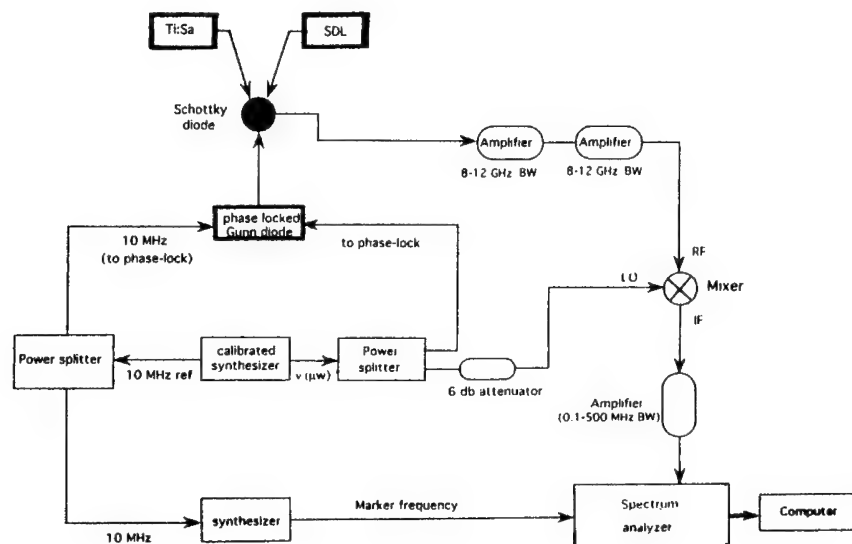 Ti:Sa
SDL
Schottky
diode
Amplifier
Amplifier
8-12 GHz BW
8-12 GHz BW
phase locked
Gunn diode
10 MHz
(to phase-lock)
to phase-lock
RF
LO
Mixer
IF
Power splitter
10 MHz ref
calibrated
synthesizer
ν (μw)
Power
splitter
6 db attenuator
Amplifier
(0.1-500 MHz BW)
10 MHz
synthesizer
Marker frequency
Spectrum
analyzer
Computer